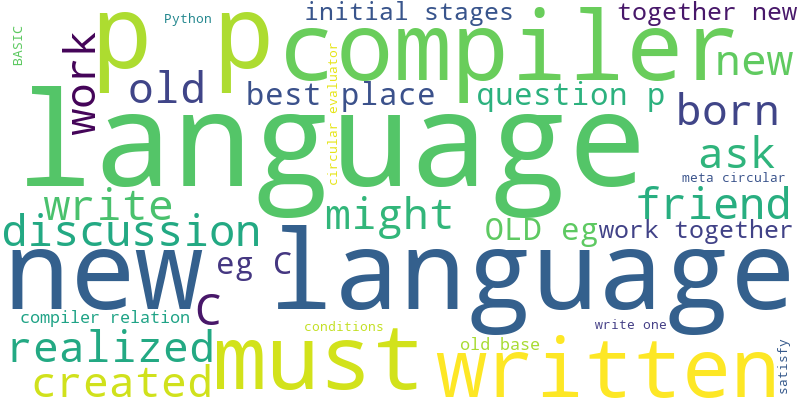 BASIC
work
p p
Python
initial stages
together new
compiler
new
old
best place
circular evaluator
question p
born
language
ask
meta circular
write
might
friend
discussion
OLD eg
work together
new language
eg C
C
compiler relation
conditions
write one
realized
must
old base
written
satisfy
created